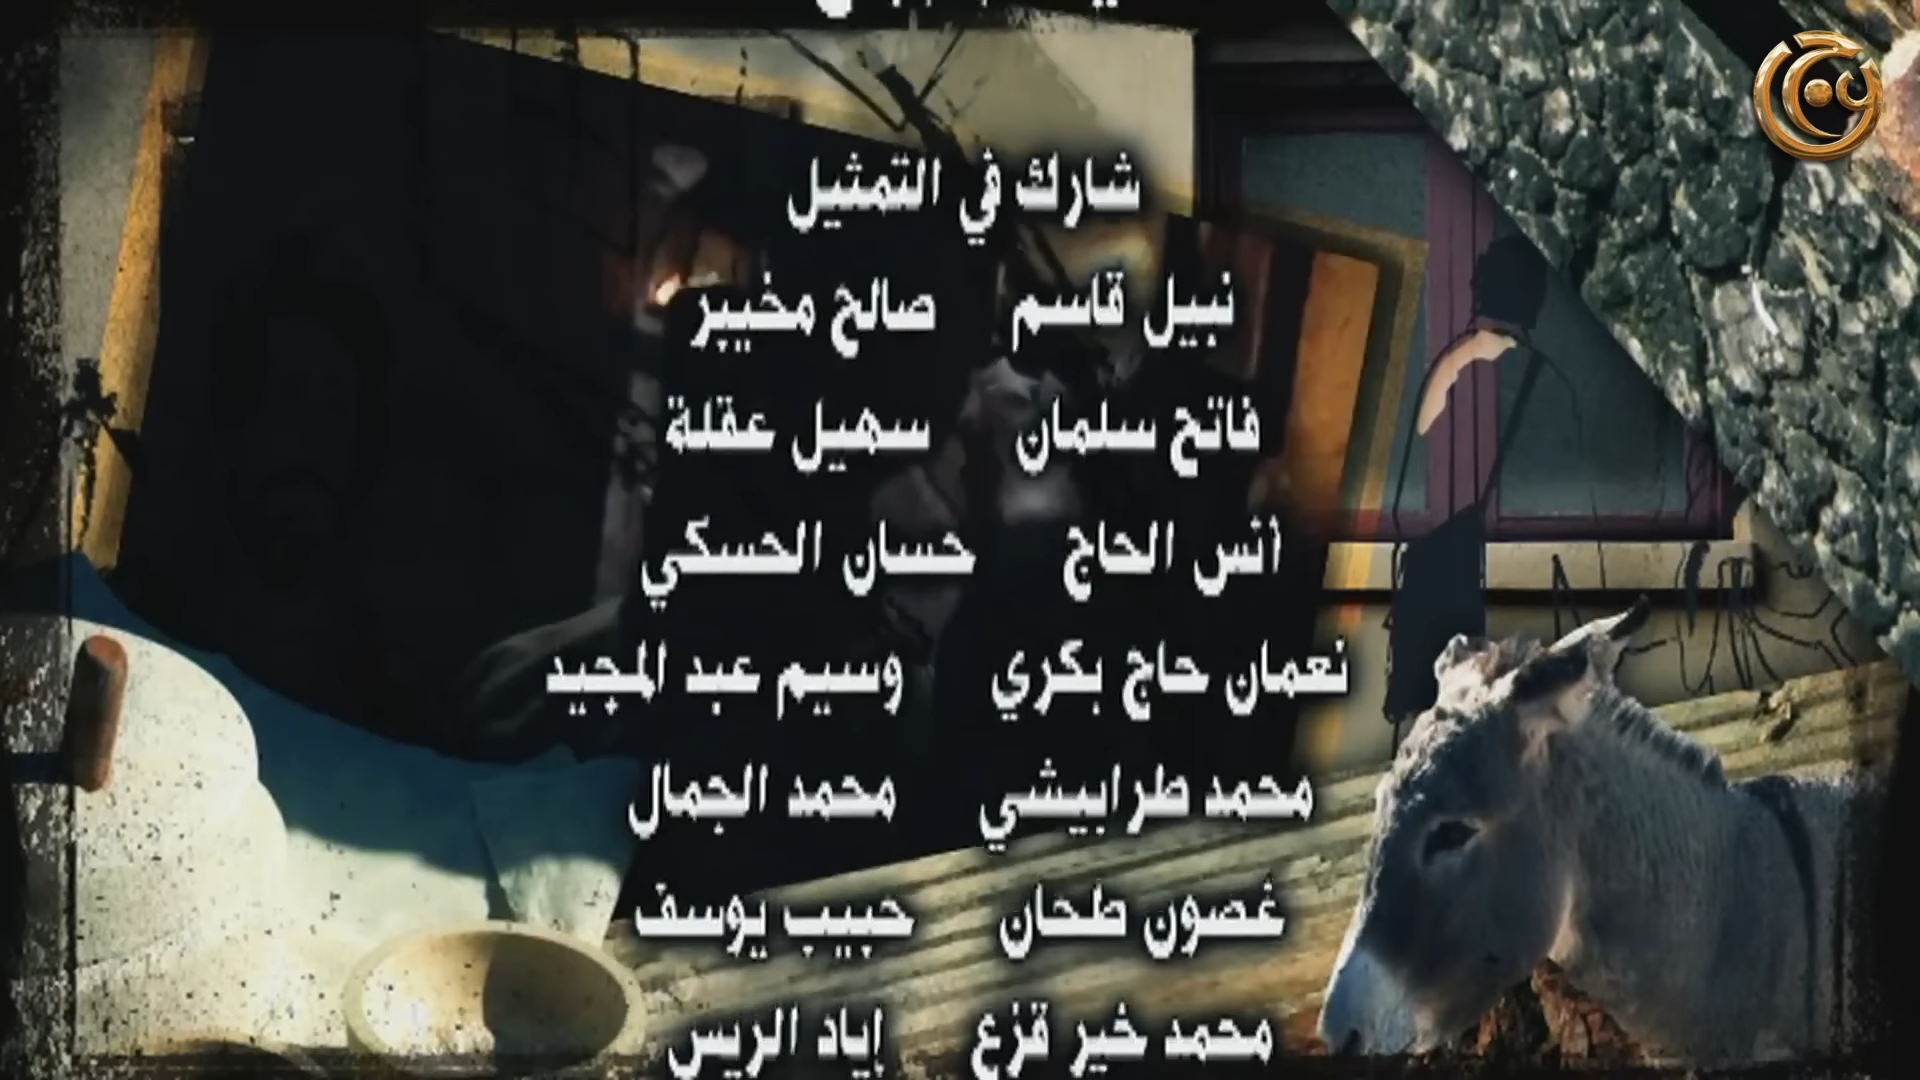 شارك في التمثيل
نبيل قاسم صالح مخيبر
فاتح سلمان سهيل عقلة
أنس الحاج حسان الحسكي
نعمان حاج بكري وسيم عبد المجيد
محمد طرابيشي محمد الجمال
غصون طحان حبيب يوسف
محمد خير قزع إياد الريس